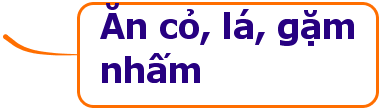 Ăn cỏ, lá, gặm
nhấm